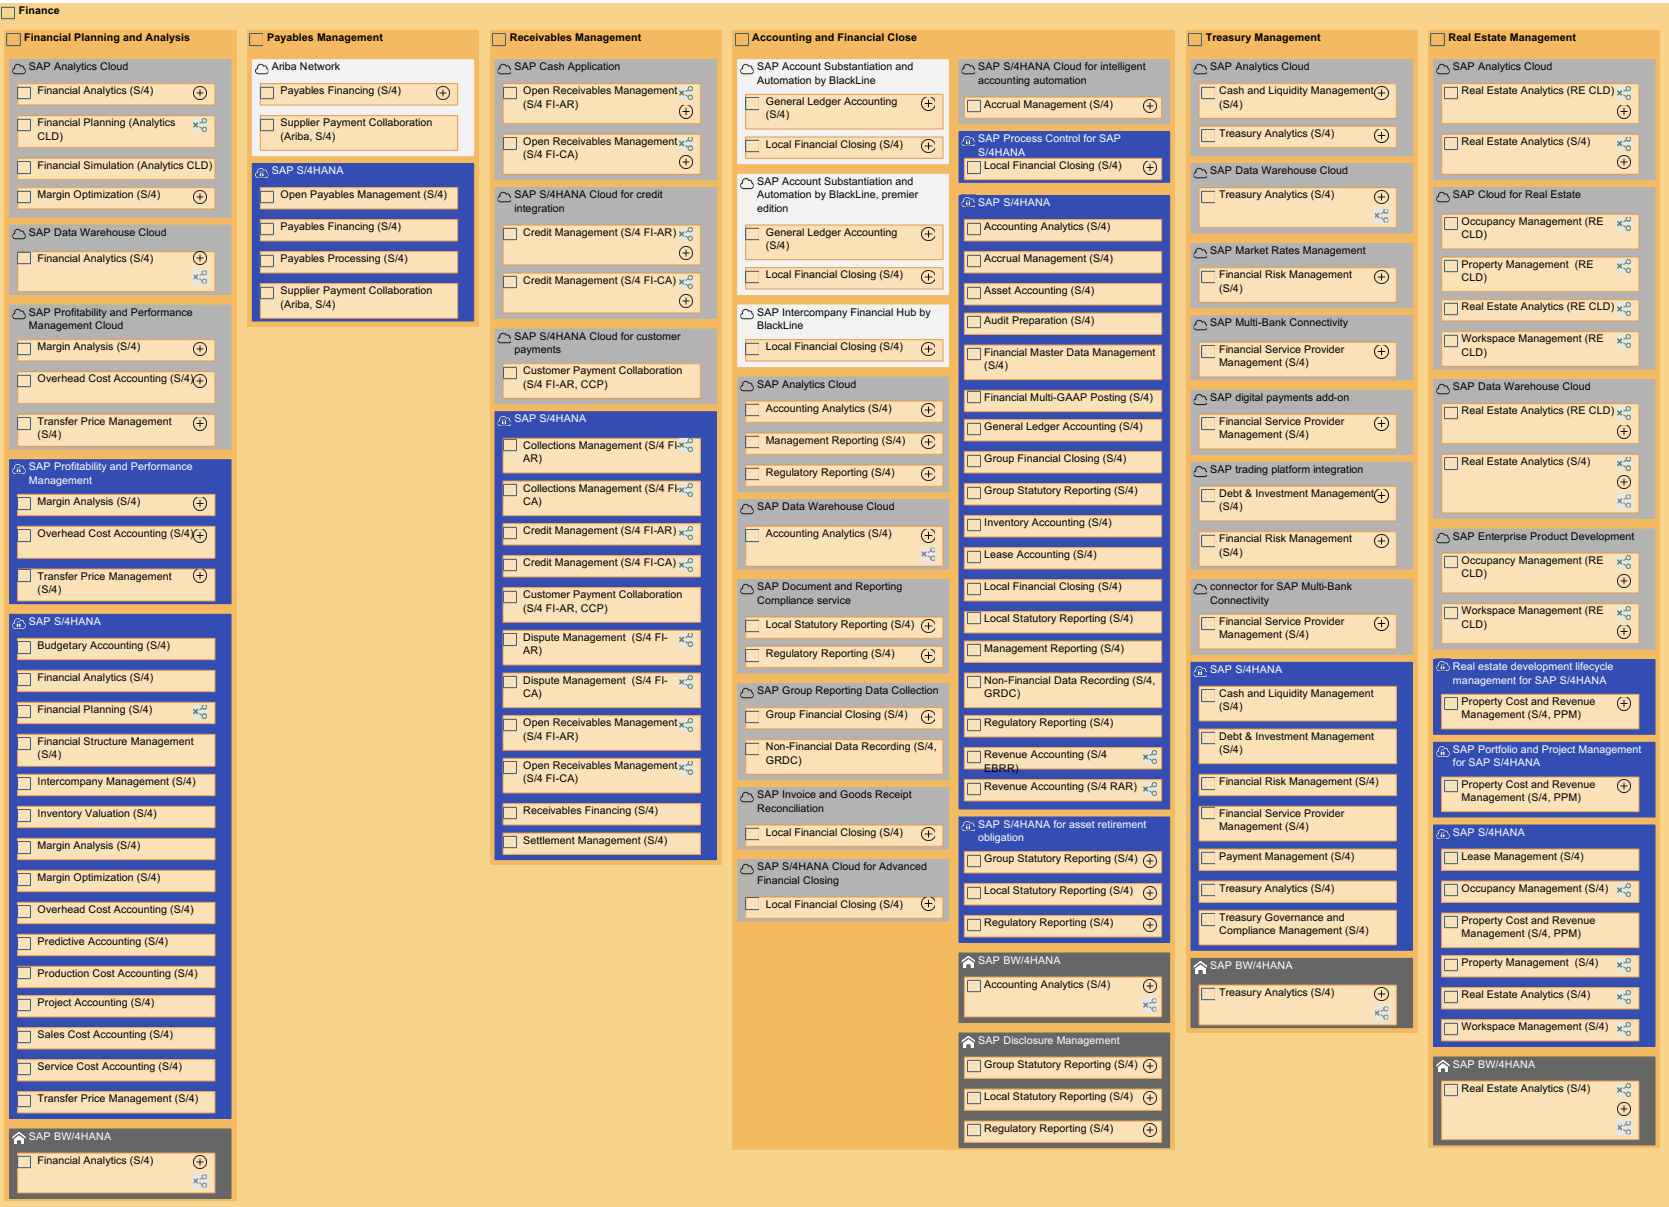 Finance
Financial Planning and Analysis
SAP Analytics Cloud
Financial Analytics (S/4)
Financial Planning (Analytics
CLD)
Financial Simulation (Analytics CLD)
Margin Optimization (S/4)
SAP Data Warehouse Cloud
Financial Analytics (S/4)
SAP Profitability and Performance
Management Cloud
Margin Analysis (S/4)
Overhead Cost Accounting (S/4)
Transfer Price Management
(S/4)
SAP Profitability and Performance
Management
Margin Analysis (S/4)
Overhead Cost Accounting (S/4)
Transfer Price Management
(S/4)
SAP S/4HANA
Budgetary Accounting (S/4)
Financial Analytics (S/4)
Financial Planning (S/4)
Financial Structure Management
(S/4)
Intercompany Management (S/4)
Inventory Valuation (S/4)
Margin Analysis (S/4)
Margin Optimization (S/4)
Overhead Cost Accounting (S/4)
Predictive Accounting (S/4)
Production Cost Accounting (S/4)
Project Accounting (S/4)
Sales Cost Accounting (S/4)
Service Cost Accounting (S/4)
Transfer Price Management (S/4)
SAP BW/4HANA
Financial Analytics (S/4)
Payables Management
Ariba Network
Payables Financing (S/4)
Supplier Payment Collaboration
(Ariba, S/4)
SAP S/4HANA
Open Payables Management (S/4)
Payables Financing (S/4)
Payables Processing (S/4)
Supplier Payment Collaboration
(Ariba, S/4)
Receivables Management
SAP Cash Application
Open Receivables Management
(S/4 FI-AR)
Open Receivables Management
(S/4 FI-CA)
SAP S/4HANA Cloud for credit
integration
Credit Management (S/4 FI-AR)
Credit Management (S/4 FI-CA)
SAP S/4HANA Cloud for customer
payments
Customer Payment Collaboration
(S/4 FI-AR, CCP)
SAP S/4HANA
Collections Management (S/4 FI-
AR)
Collections Management (S/4 FI-
CA)
Credit Management (S/4 FI-AR)
Credit Management (S/4 FI-CA)
Customer Payment Collaboration
(S/4 FI-AR, CCP)
Dispute Management (S/4 FI-
AR)
Dispute Management (S/4 FI-
CA)
Open Receivables Management
(S/4 FI-AR)
Open Receivables Management
(S/4 FI-CA)
Receivables Financing (S/4)
Settlement Management (S/4)
Accounting and Financial Close
SAP Account Substantiation and
Automation by BlackLine
General Ledger Accounting
(S/4)
Local Financial Closing (S/4)
SAP Account Substantiation and
Automation by BlackLine, premier
edition
General Ledger Accounting
(S/4)
Local Financial Closing (S/4)
SAP Intercompany Financial Hub by
BlackLine
Local Financial Closing (S/4)
SAP Analytics Cloud
Accounting Analytics (S/4)
Management Reporting (S/4)
Regulatory Reporting (S/4)
SAP Data Warehouse Cloud
Accounting Analytics (S/4)
SAP Document and Reporting
Compliance service
Local Statutory Reporting (S/4)
Regulatory Reporting (S/4)
SAP Group Reporting Data Collection
Group Financial Closing (S/4)
Non-Financial Data Recording (S/4,
GRDC)
SAP Invoice and Goods Receipt
Reconciliation
Local Financial Closing (S/4)
SAP S/4HANA Cloud for Advanced
Financial Closing
Local Financial Closing (S/4)
SAP S/4HANA Cloud for intelligent
accounting automation
Accrual Management (S/4)
SAP Process Control for SAP
S/4HANA
Local Financial Closing (S/4)
SAP S/4HANA
Accounting Analytics (S/4)
Accrual Management (S/4)
Asset Accounting (S/4)
Audit Preparation (S/4)
Financial Master Data Management
(S/4)
Financial Multi-GAAP Posting (S/4)
General Ledger Accounting (S/4)
Group Financial Closing (S/4)
Group Statutory Reporting (S/4)
Inventory Accounting (S/4)
Lease Accounting (S/4)
Local Financial Closing (S/4)
Local Statutory Reporting (S/4)
Management Reporting (S/4)
Non-Financial Data Recording (S/4,
GRDC)
Regulatory Reporting (S/4)
Revenue Accounting (S/4
EBRR)
Revenue Accounting (S/4 RAR)
SAP S/4HANA for asset retirement
obligation
Group Statutory Reporting (S/4)
Local Statutory Reporting (S/4)
Regulatory Reporting (S/4)
SAP BW/4HANA
Accounting Analytics (S/4)
SAP Disclosure Management
Group Statutory Reporting (S/4)
Local Statutory Reporting (S/4)
Regulatory Reporting (S/4)
Treasury Management
SAP Analytics Cloud
Cash and Liquidity Management
(S/4)
Treasury Analytics (S/4)
SAP Data Warehouse Cloud
Treasury Analytics (S/4)
SAP Market Rates Management
Financial Risk Management
(S/4)
SAP Multi-Bank Connectivity
Financial Service Provider
Management (S/4)
SAP digital payments add-on
Financial Service Provider
Management (S/4)
SAP trading platform integration
Debt & Investment Management
(S/4)
Financial Risk Management
(S/4)
connector for SAP Multi-Bank
Connectivity
Financial Service Provider
Management (S/4)
SAP S/4HANA
Cash and Liquidity Management
(S/4)
Debt & Investment Management
(S/4)
Financial Risk Management (S/4)
Financial Service Provider
Management (S/4)
Payment Management (S/4)
Treasury Analytics (S/4)
Treasury Governance and
Compliance Management (S/4)
SAP BW/4HANA
Treasury Analytics (S/4)
Real Estate Management
SAP Analytics Cloud
Real Estate Analytics (RE CLD)
Real Estate Analytics (S/4)
SAP Cloud for Real Estate
Occupancy Management (RE
CLD)
Property Management (RE
CLD)
Real Estate Analytics (RE CLD)
Workspace Management (RE
CLD)
SAP Data Warehouse Cloud
Real Estate Analytics (RE CLD)
Real Estate Analytics (S/4)
SAP Enterprise Product Development
Occupancy Management (RE
CLD)
Workspace Management (RE
CLD)
Real estate development lifecycle
management for SAP S/4HANA
Property Cost and Revenue
Management (S/4, PPM)
SAP Portfolio and Project Management
for SAP S/4HANA
Property Cost and Revenue
Management (S/4, PPM)
SAP S/4HANA
Lease Management (S/4)
Occupancy Management (S/4)
Property Cost and Revenue
Management (S/4, PPM)
Property Management (S/4)
Real Estate Analytics (S/4)
Workspace Management (S/4)
SAP BW/4HANA
Real Estate Analytics (S/4)